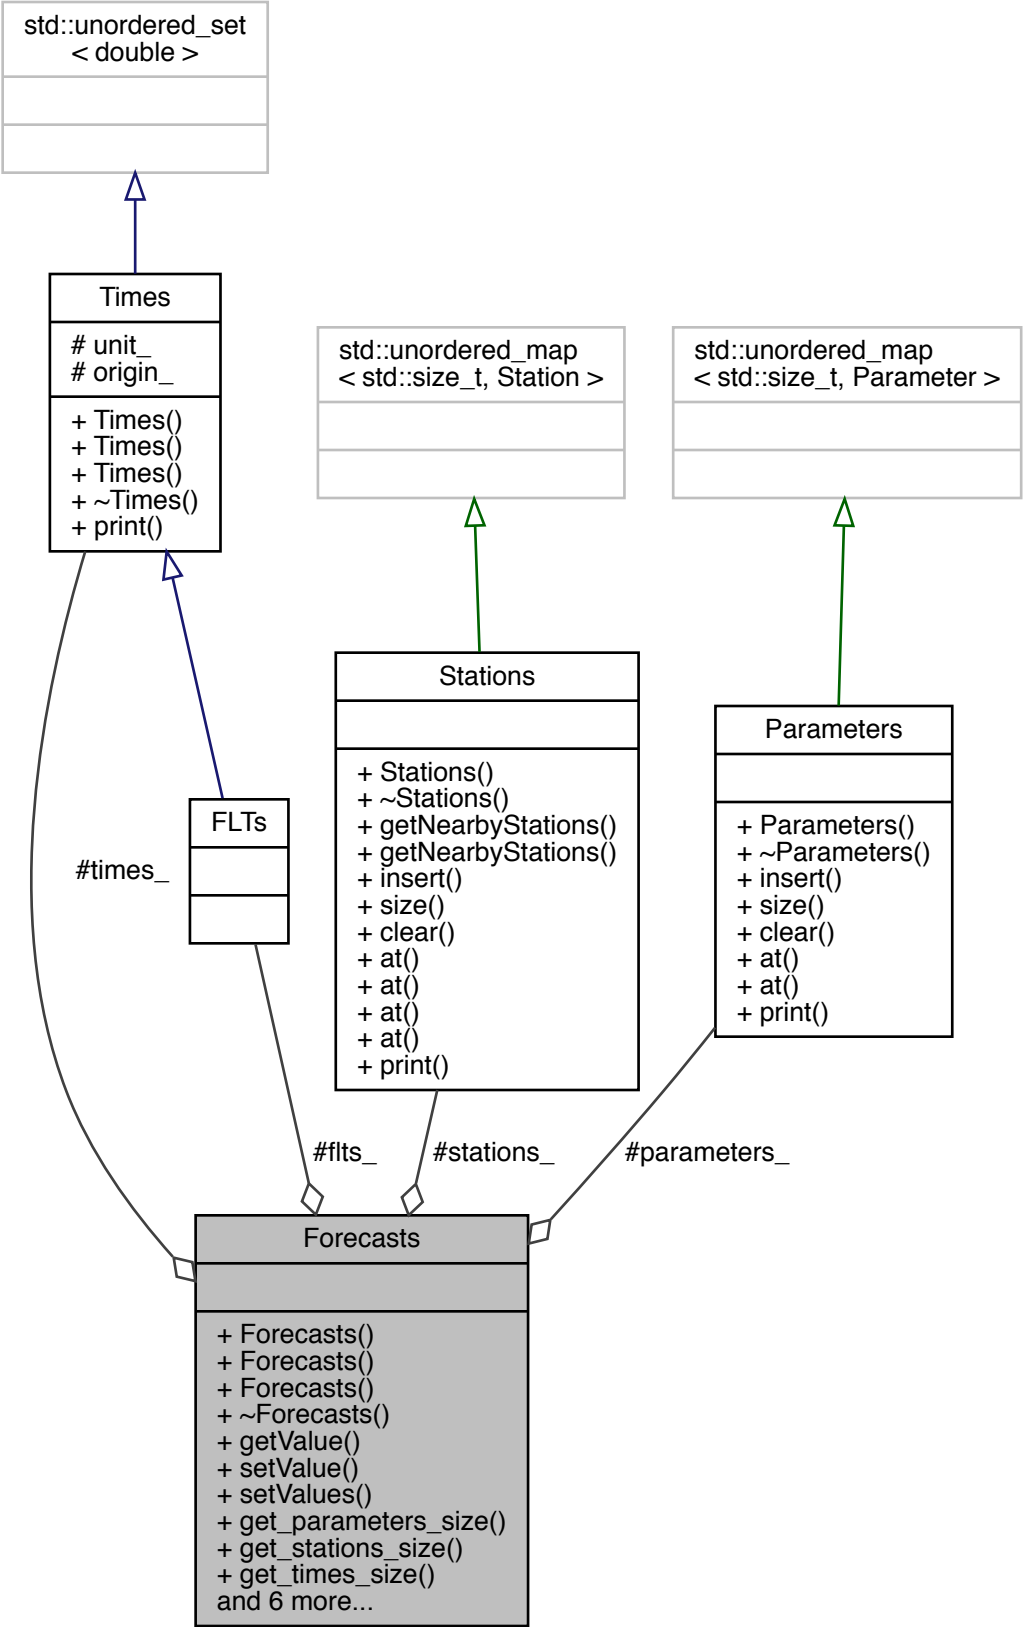 std::unordered_set
< double >
Times
# unit_
# origin_
+ Times()
+ Times()
+ Times()
+ ~Times()
+ print()
std::unordered_map
< std::size_t, Station >
std::unordered_map
< std::size_t, Parameter >
Stations
+ Stations()
+ ~Stations()
+ getNearbyStations()
+ getNearbyStations()
+ insert()
+ size()
+ clear()
+ at()
+ at()
+ at()
+ at()
+ print()
Parameters
+ Parameters()
+ ~Parameters()
+ insert()
+ size()
+ clear()
+ at()
+ at()
+ print()
FLTs
#times_
#flts_
#stations_
#parameters_
Forecasts
+ Forecasts()
+ Forecasts()
+ Forecasts()
+ ~Forecasts()
+ getValue()
+ setValue()
+ setValues()
+ get_parameters_size()
+ get_stations_size()
+ get_times_size()
and 6 more...